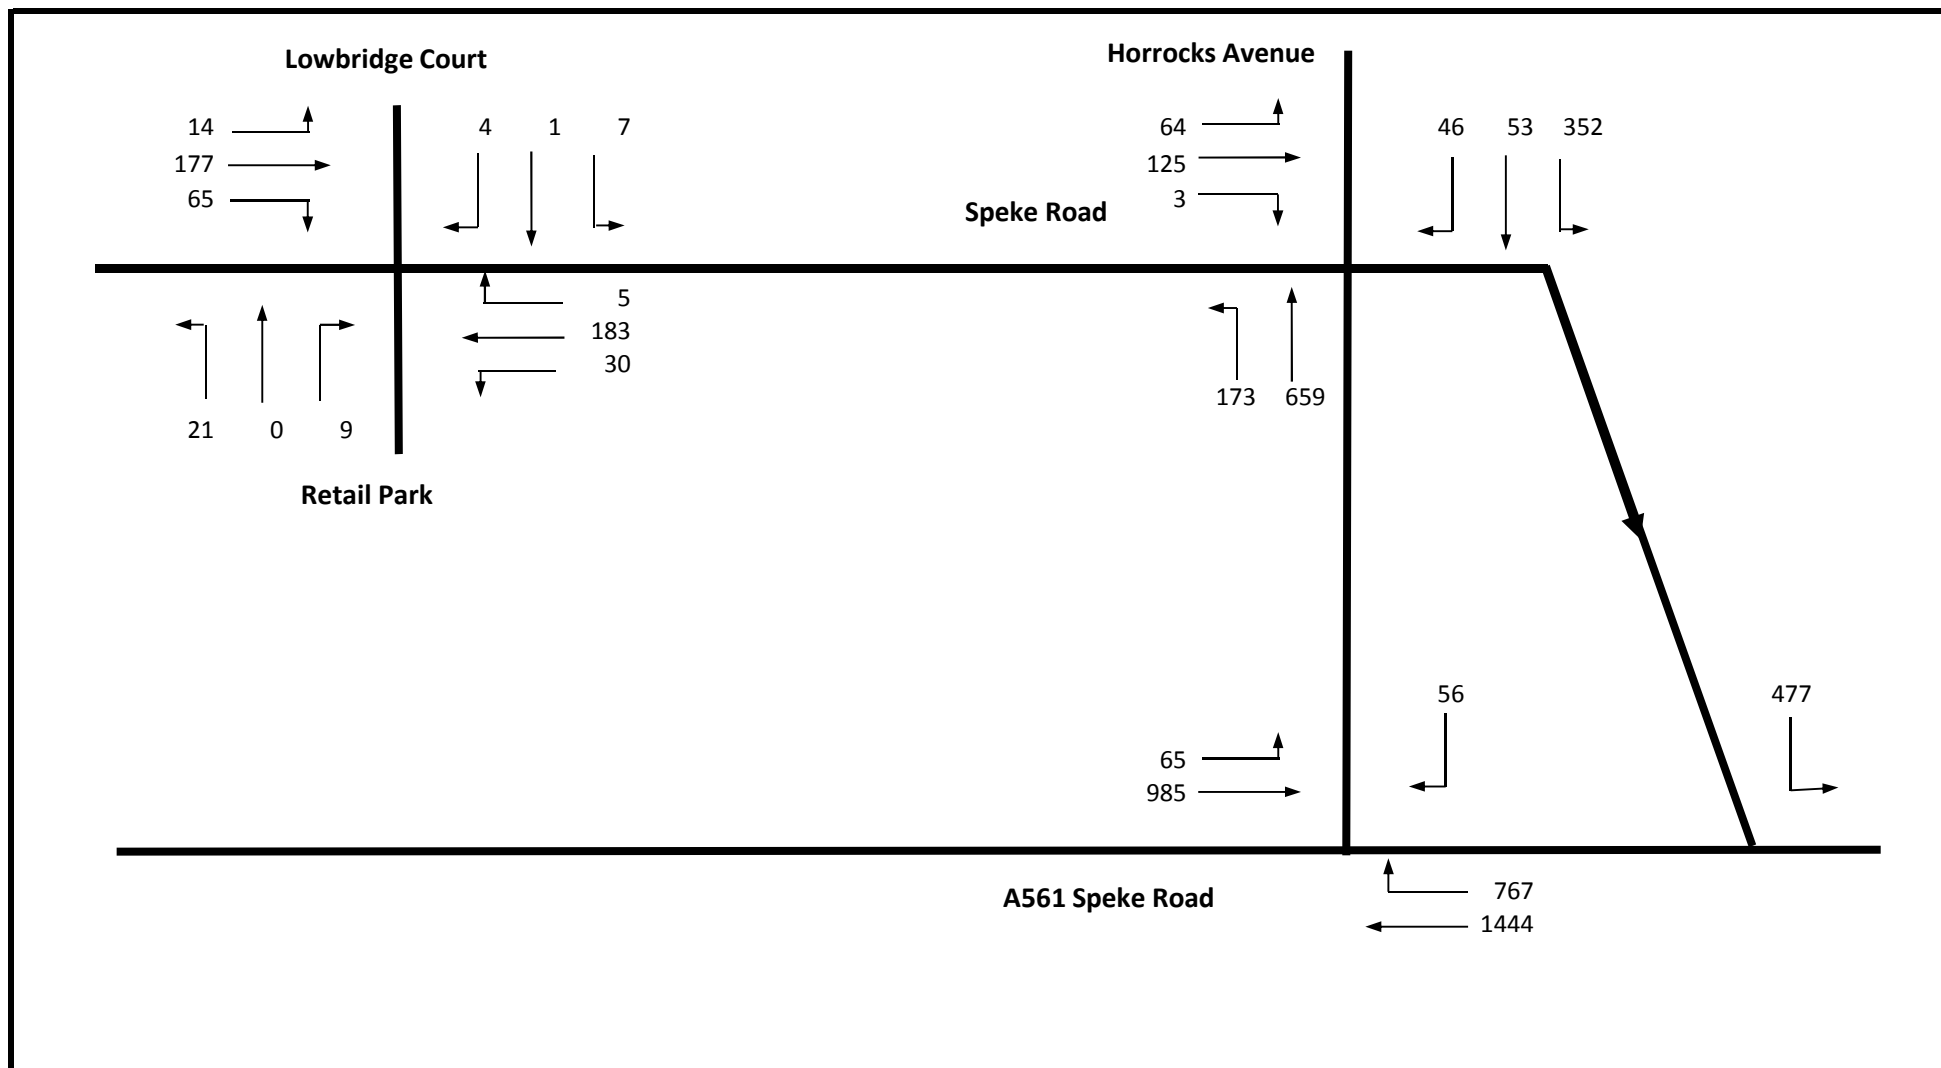 Lowbridge Court
Horrocks Avenue
14
4 1 7
64
46 53 352
177
125
65
3
Speke Road
5
183
30
173 659
21 0 9
Retail Park
56
477
65
985
767
A561 Speke Road
1444